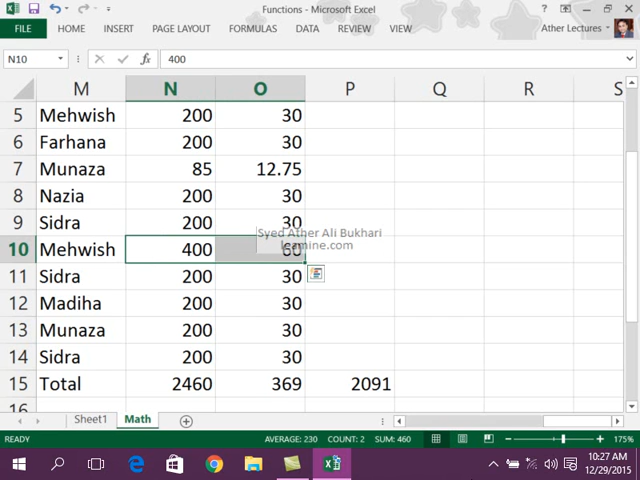 Functions - Microsoft Excel
FILE HOME INSERT PAGE LAYOUT FORMULAS DATA REVIEW VIEW Ather Lectures
N10 400
M N O P Q R S
5 Mehwish 200 30
6 Farhana 200 30
7 Munaza 85 12.75
8 Nazia 200 30
9 Sidra 200 30
Syed Ather Ali Bukhari
10 Mehwish 400 60
learnine.com
11 Sidra 200 30
12 Madiha 200 30
13 Munaza 200 30
14 Sidra 200 30
15 Total 2460 369 2091
16
Sheet1 Math
READY AVERAGE: 230 COUNT: 2 SUM: 460 175%
10:27 AM
12/29/2015